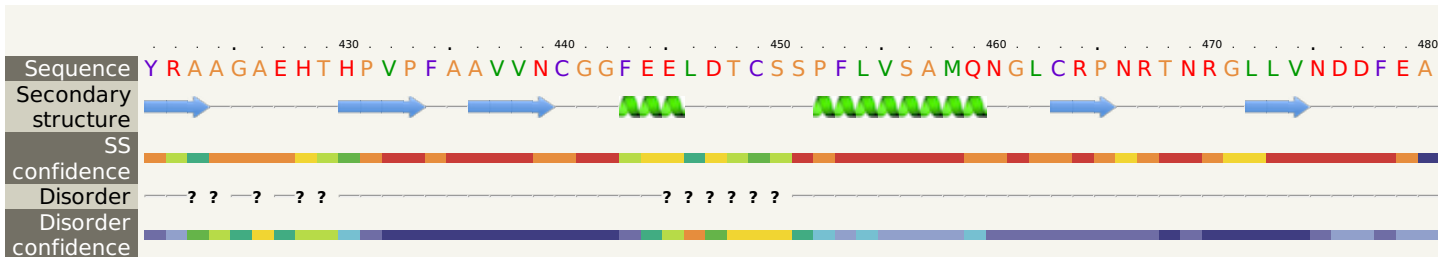 . . . . . . . . . 430 . . . . . . . . . 440 . . . . . . . . . 450 . . . . . . . . . 460 . . . . . . . . . 470 . . . . . . . . . 480
Sequence Y R A A G A E H T H P V P F A A V V N C G G F E E L D T C S S P F L V S A M Q N G L C R P N R T N R G L L V N D D F E A
Secondary
structure
SS
confidence
Disorder ? ? ? ? ? ? ? ? ? ? ?
Disorder
confidence